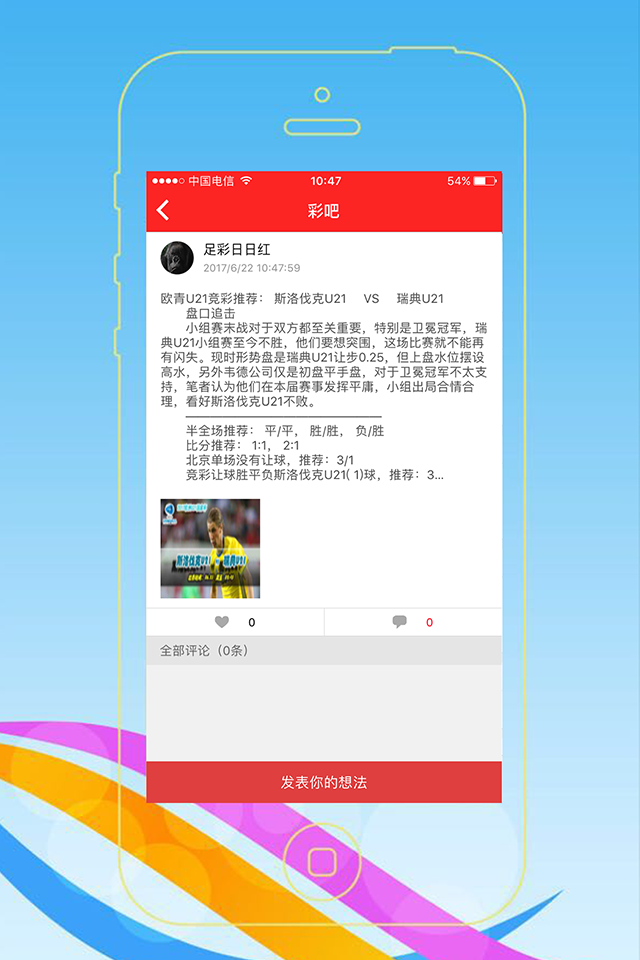 中国电信 10:47 54%
彩吧
足彩日日红
2017/6/22 10:47:59
欧青U21竞彩推荐： 斯洛伐克U21 VS 瑞典U21
盘口追击
小组赛末战对于双方都至关重要，特别是卫冕冠军，瑞
典U21小组赛至今不胜，他们要想突围，这场比赛就不能再
有闪失。现时形势盘是瑞典U21让步0.25，但上盘水位摆设
高水，另外韦德公司仅是初盘平手盘，对于卫冕冠军不太支
持，笔者认为他们在本届赛事发挥平庸，小组出局合情合
理，看好斯洛伐克U21不败。
————————————————
半全场推荐： 平/平， 胜/胜， 负/胜
比分推荐： 1:1， 2:1
北京单场没有让球，推荐：3/1
竞彩让球胜平负斯洛伐克U21( 1)球，推荐：3...
斯洛伐克U21 瑞典U21
0 0
全部评论（0条）
发表你的想法